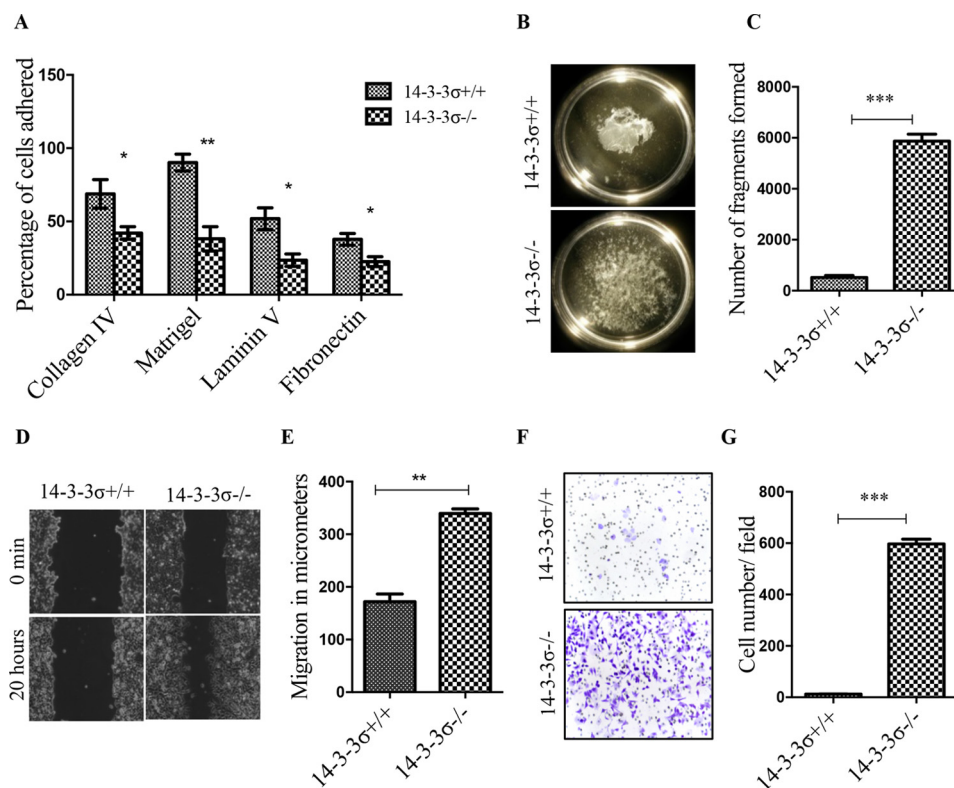 A
Percentage of cells adhered
150
100
50
0
14-3-3σ+/+
14-3-3σ-/-
*
**
*
*
Collagen IV
Matrigel
Laminin V
Fibronectin
B
14-3-3σ+/+
14-3-3σ-/-
C
Number of fragments formed
8000
6000
4000
2000
0
***
14-3-3σ+/+
14-3-3σ-/-
D
14-3-3σ+/+ 14-3-3σ-/-
0 min
20 hours
E
Migration in micrometers
400
300
200
100
0
**
14-3-3σ+/+
14-3-3σ-/-
F
14-3-3σ+/+
14-3-3σ-/-
G
Cell number/ field
800
600
400
200
0
***
14-3-3σ+/+
14-3-3σ-/-